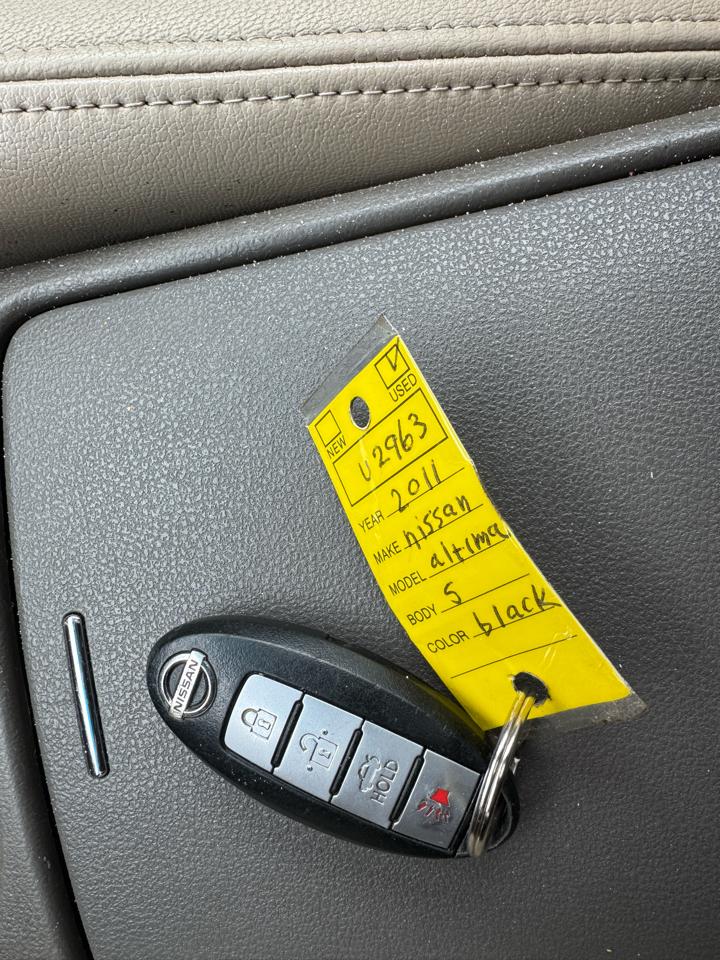 NEW USED
U2963
YEAR 2011
MAKE nissan
MODEL altima
BODY S
COLOR black
NISSAN
HOLD